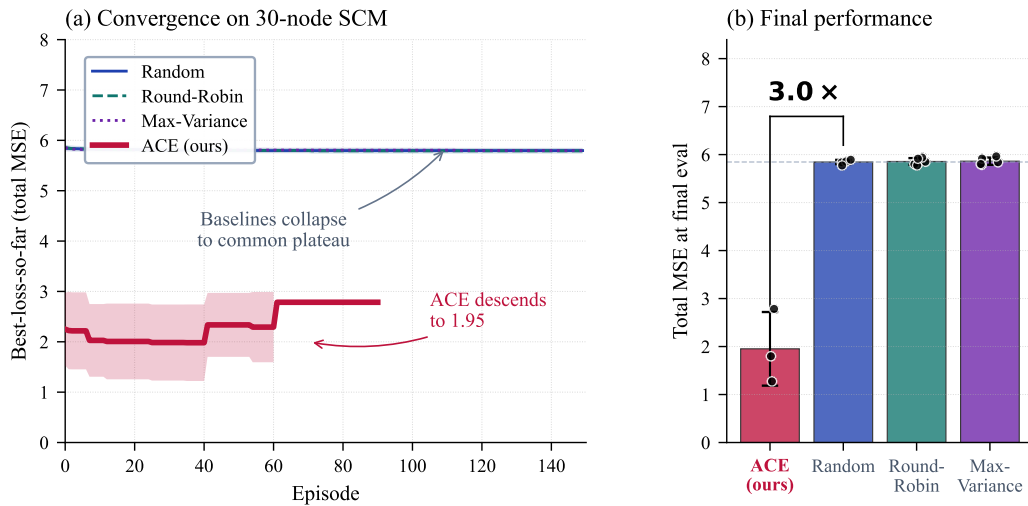 (a) Convergence on 30-node SCM
Best-loss-so-far (total MSE)
8
7
6
5
4
3
2
1
0
Random
Round-Robin
Max-Variance
ACE (ours)
Baselines collapse
to common plateau
ACE descends
to 1.95
0 20 40 60 80 100 120 140
Episode
(b) Final performance
Total MSE at final eval
8
7
6
5
4
3
2
1
0
3.0 ×
ACE
(ours)
Random
Round-
Robin
Max-
Variance